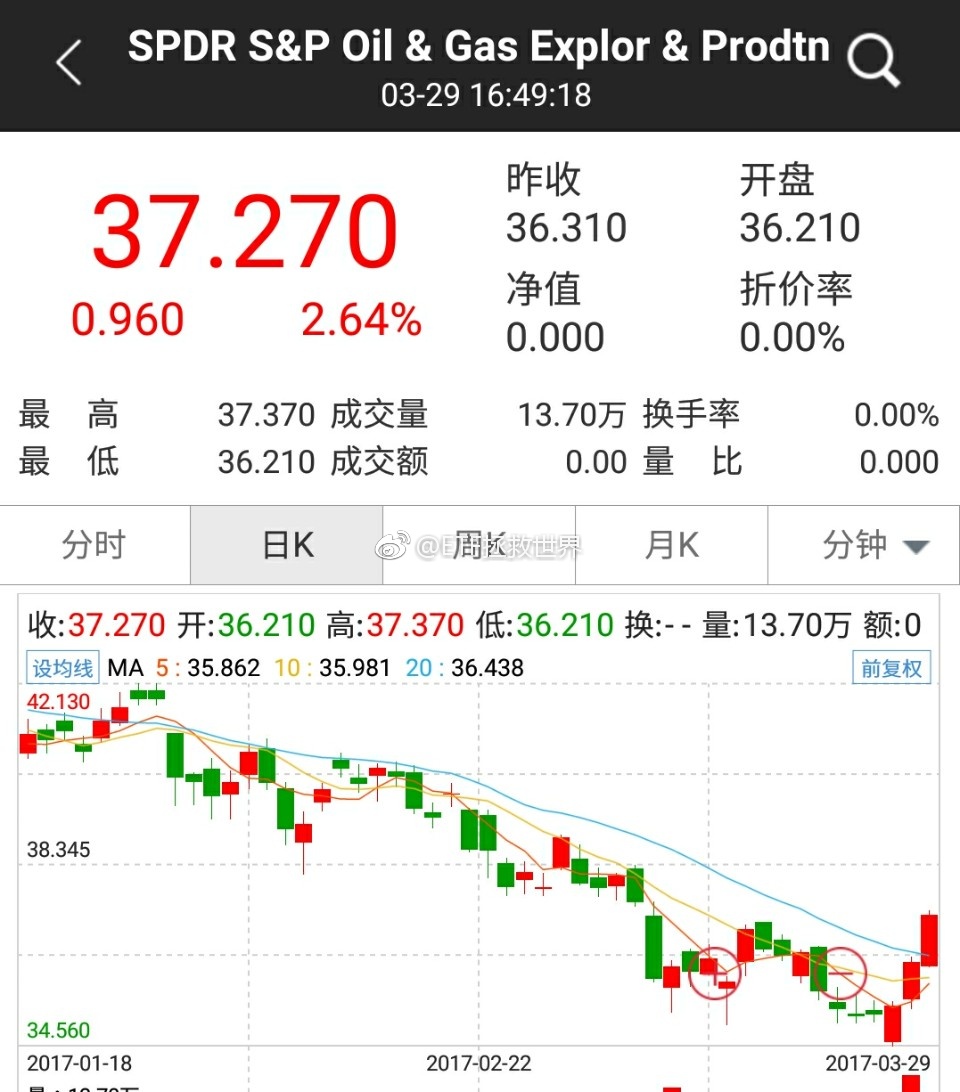 SPDR S&P Oil & Gas Explor & Prodtn
03-29 16:49:18
37.270
0.960 2.64%
昨收 开盘
36.310 36.210
净值 折价率
0.000 0.00%
最 高 37.370 成交量 13.70万 换手率 0.00%
最 低 36.210 成交额 0.00 量 比 0.000
分时 日K 周K 月K 分钟
收:37.270 开:36.210 高:37.370 低:36.210 换:-- 量:13.70万 额:0
设均线 MA 5:35.862 10:35.981 20:36.438 前复权
42.130
38.345
34.560
2017-01-18 2017-02-22 2017-03-29